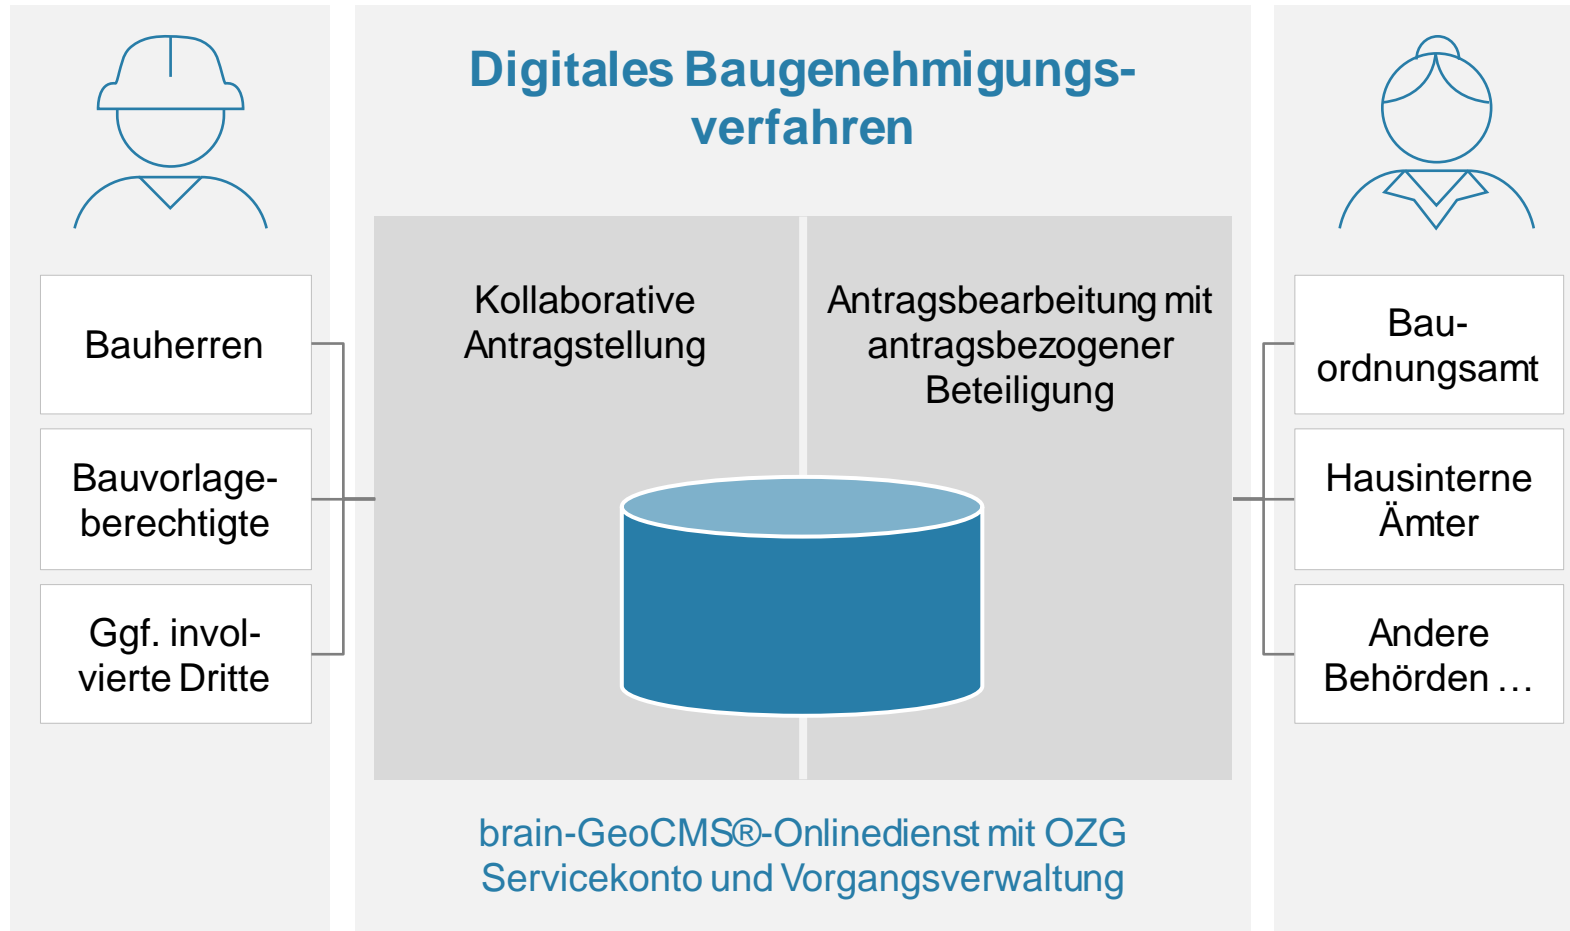 Digitales Baugenehmigungs-
verfahren
Bauherren
Bauvorlage-
berechtigte
Ggf. invol-
vierte Dritte
Kollaborative
Antragstellung
Antragsbearbeitung mit
antragsbezogener
Beteiligung
Bau-
ordnungsamt
Hausinterne
Ämter
Andere
Behörden …
brain-GeoCMS®-Onlinedienst mit OZG
Servicekonto und Vorgangsverwaltung